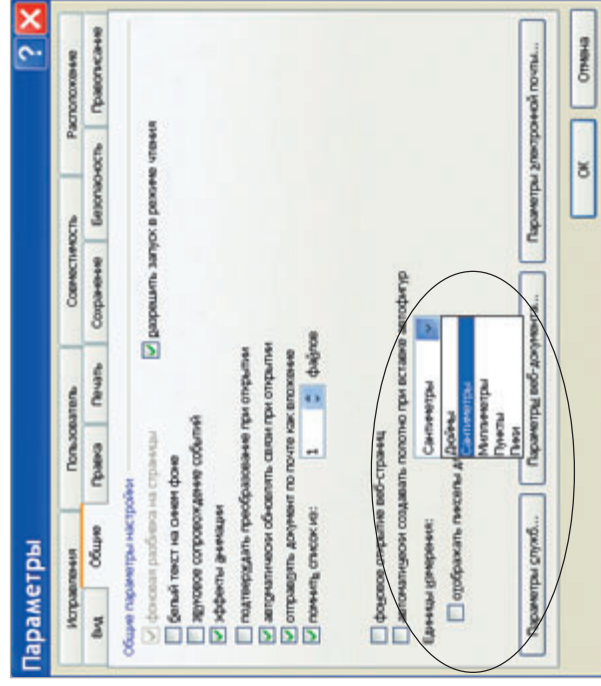 Параметры
Исправления Пользователь Совместимость Расположение
Вид Общие Правка Печать Сохранение Безопасность Правописание
Общие параметры настройки
фоновая разбивка на страницы разрешить запуск в режиме чтения
белый текст на синем фоне
звуковое сопровождение событий
эффекты анимации
подтверждать преобразование при открытии
автоматически обновлять связи при открытии
отправлять документ по почте как вложение
помнить список из: 1 файлов
фоновое открытие веб-страниц
автоматически создавать полотно при вставке автофигур
Единицы измерения: Сантиметры
отображать пикселы д
Дюймы
Сантиметры
Миллиметры
Пункты
Пики
Параметры служб... Параметры веб-документа... Параметры электронной почты...
ОК Отмена